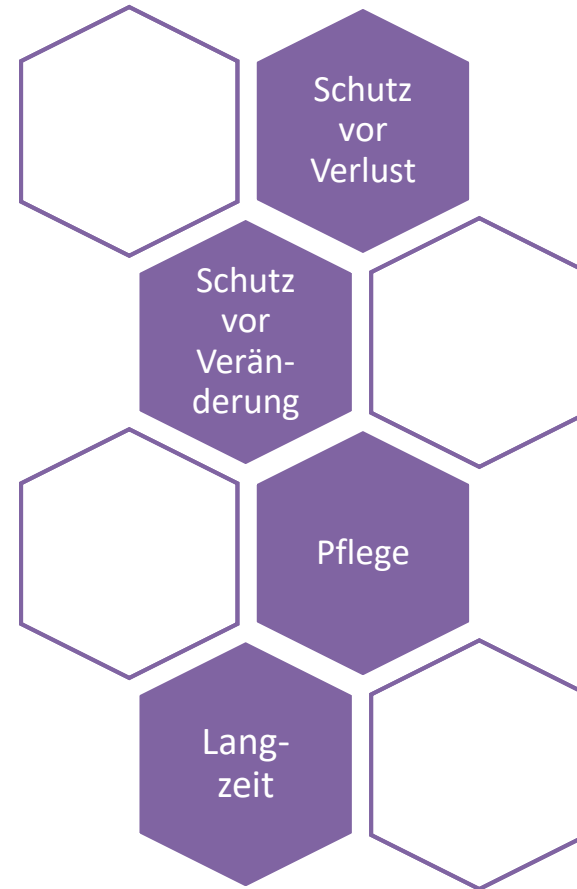 Schutz
vor
Verlust
Schutz
vor
Verän-
derung
Pflege
Lang-
zeit